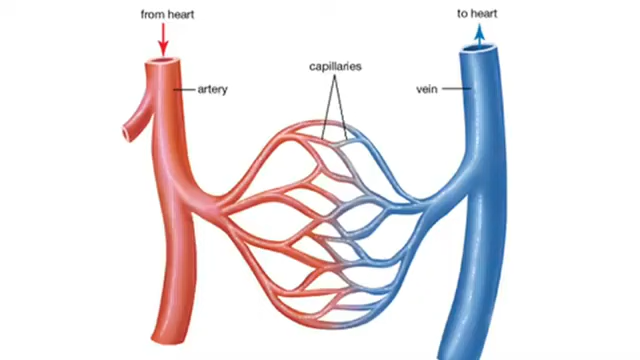 from heart
to heart
capillaries
artery
vein